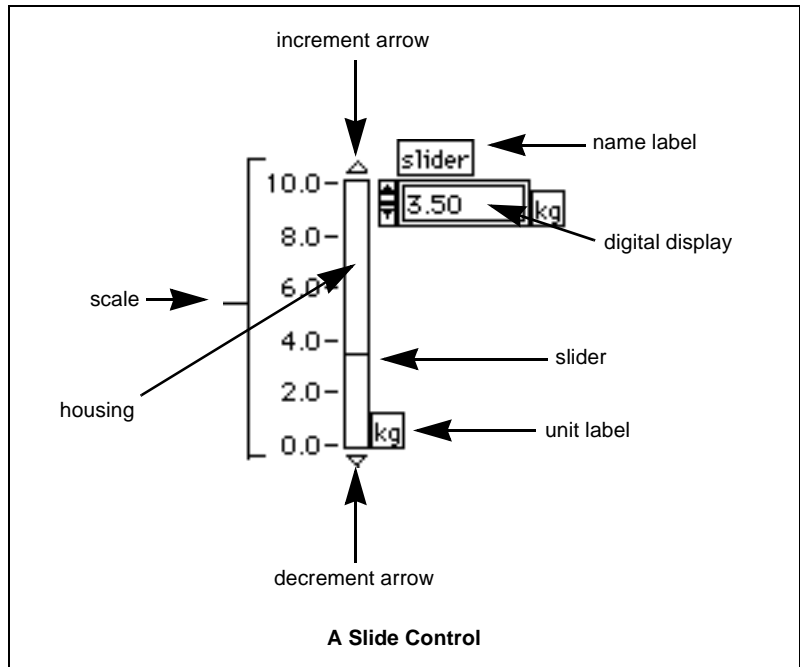 increment arrow
name label
slider
10.0
3.50
kg
8.0
digital display
scale
6.0
4.0
slider
2.0
housing
kg
unit label
0.0
decrement arrow
A Slide Control